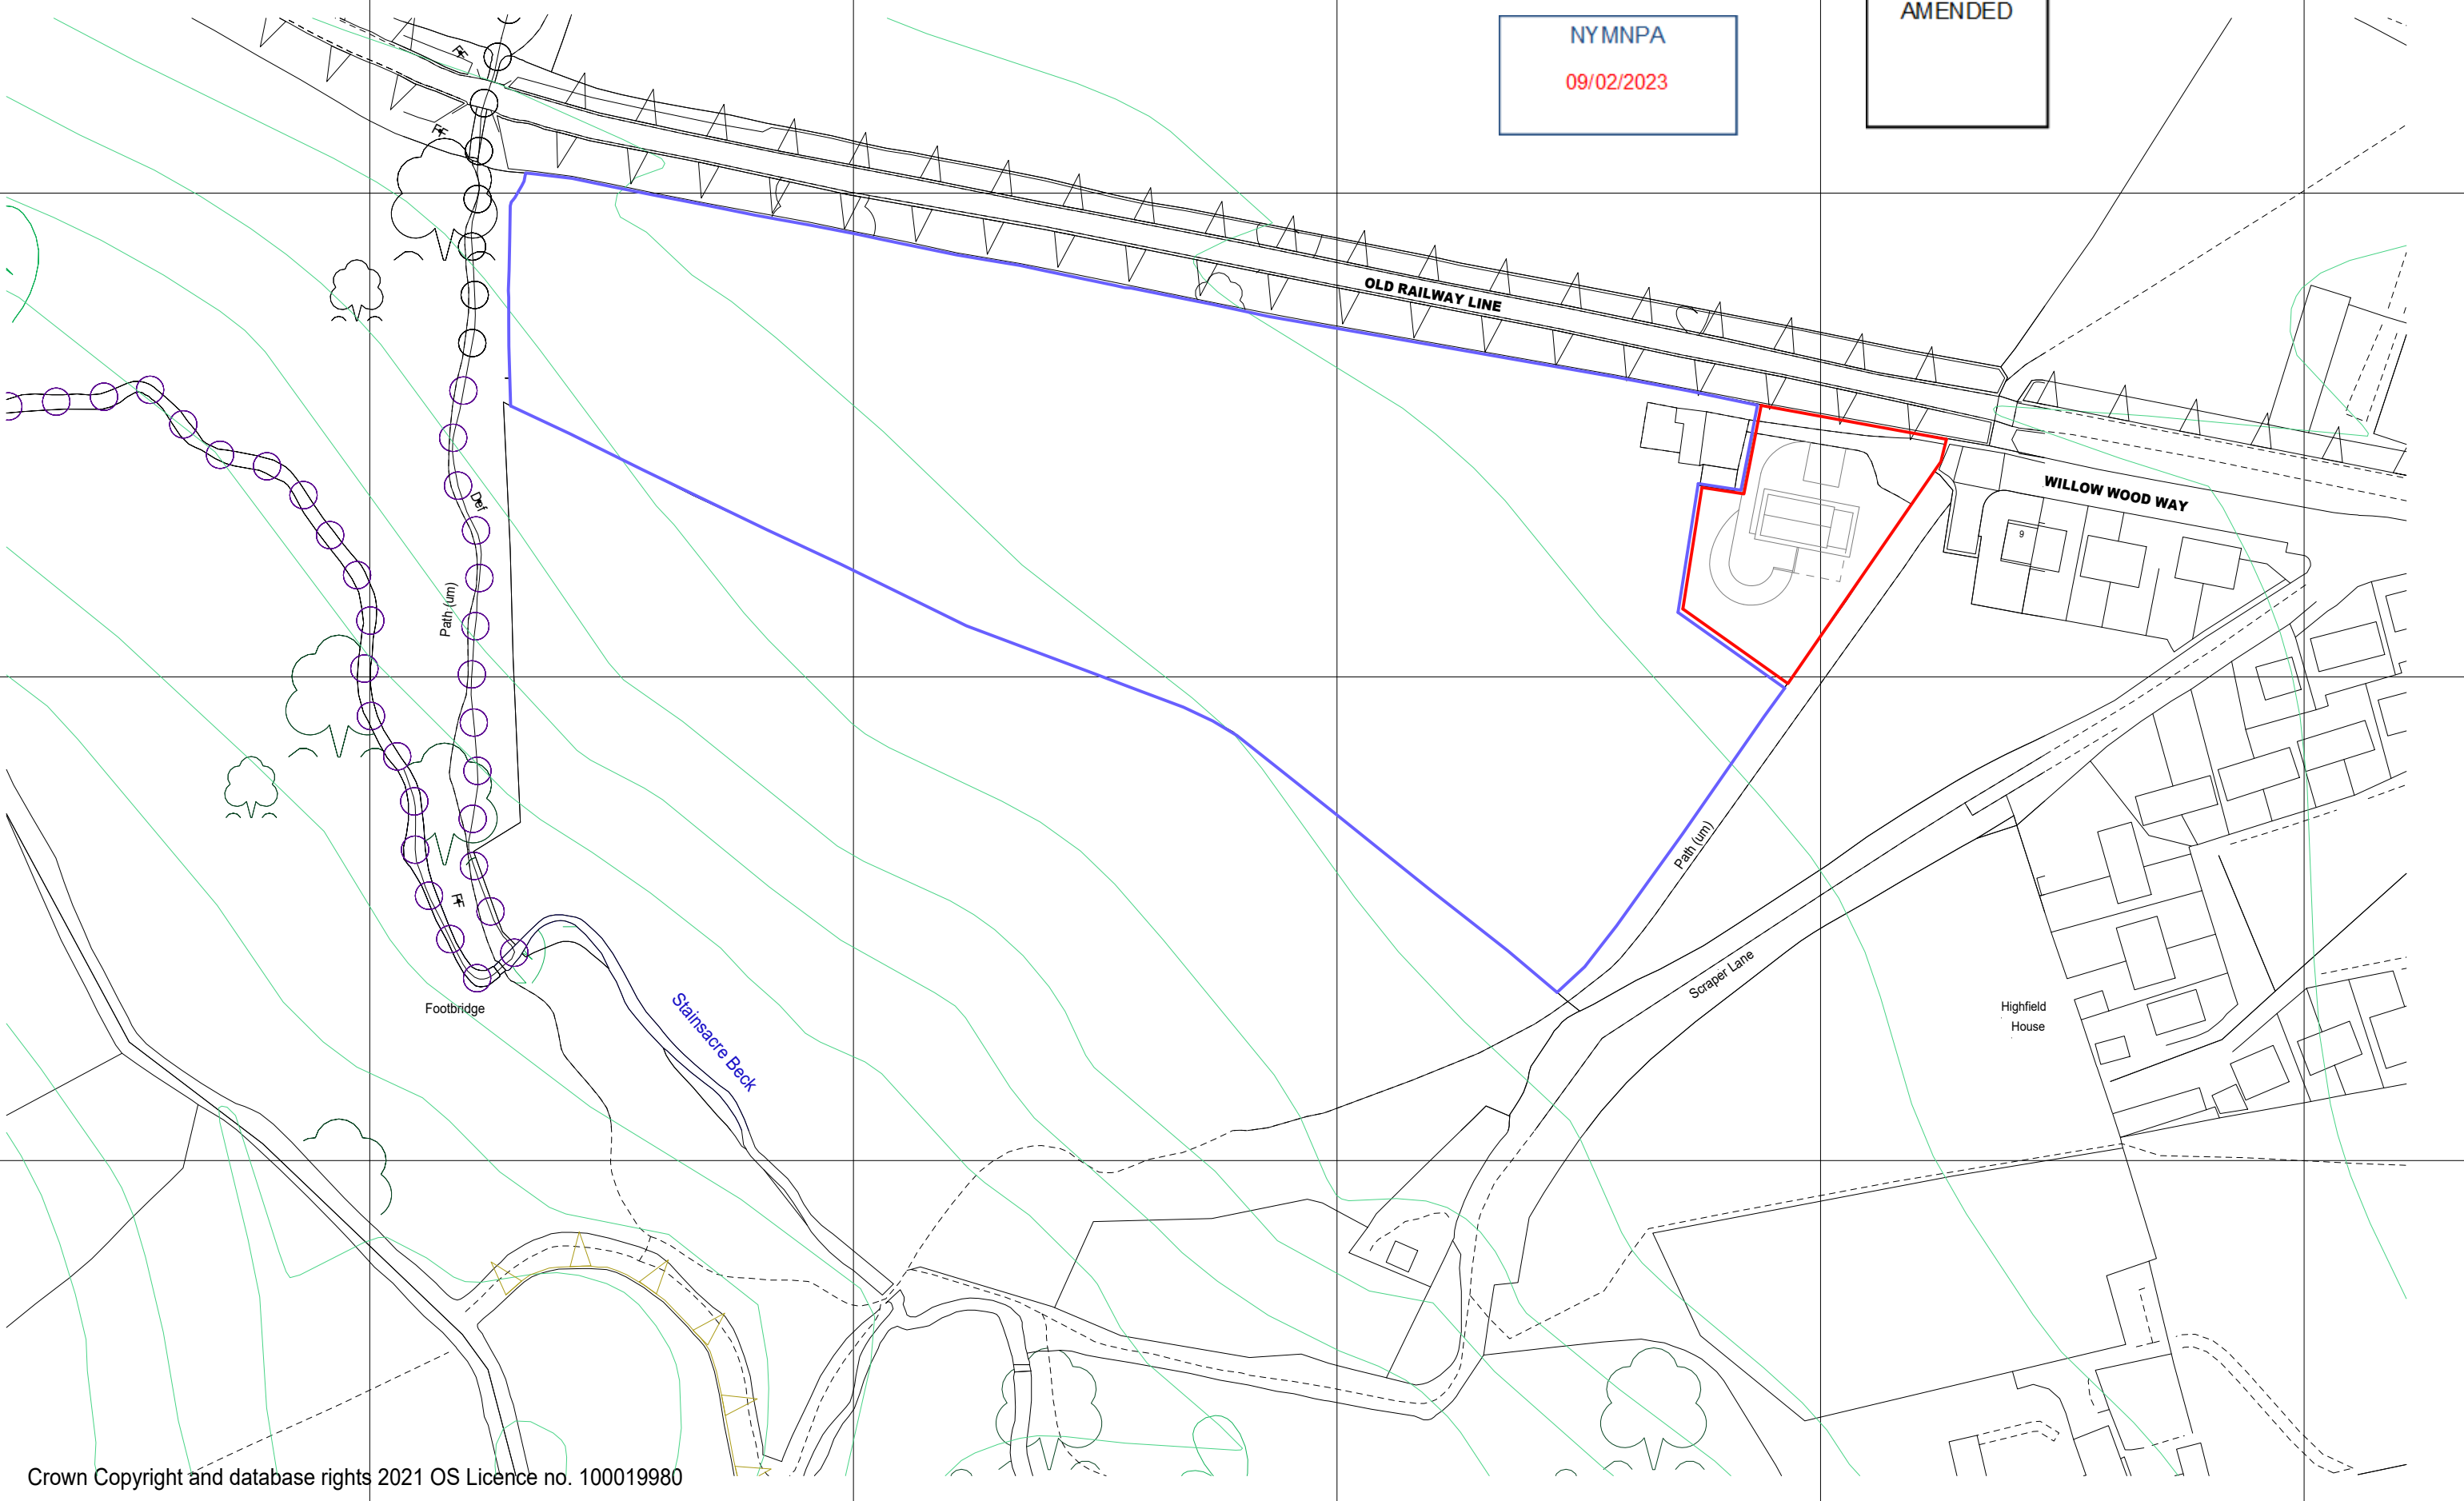 AMENDED
NYMNPA
09/02/2023
FF
FF
OLD RAILWAY LINE
WILLOW WOOD WAY
9
Def
Path (um)
Path (um)
FF
Scraper Lane
Footbridge
Stainsacre Beck
Highfield
House
Crown Copyright and database rights 2021 OS Licence no. 100019980